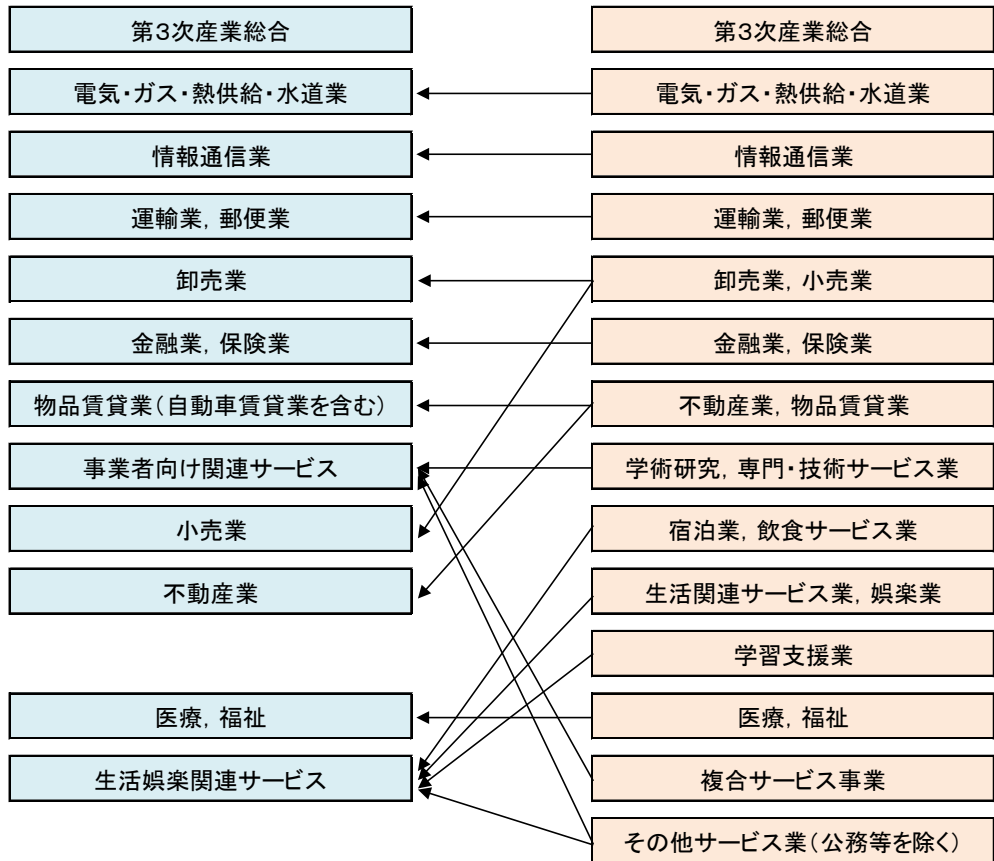 第3次産業総合
電気・ガス・熱供給・水道業
情報通信業
運輸業, 郵便業
卸売業
金融業, 保険業
物品賃貸業(自動車賃貸業を含む)
事業者向け関連サービス
小売業
不動産業
医療, 福祉
生活娯楽関連サービス
第3次産業総合
電気・ガス・熱供給・水道業
情報通信業
運輸業, 郵便業
卸売業, 小売業
金融業, 保険業
不動産業, 物品賃貸業
学術研究, 専門・技術サービス業
宿泊業, 飲食サービス業
生活関連サービス業, 娯楽業
学習支援業
医療, 福祉
複合サービス事業
その他サービス業(公務等を除く)